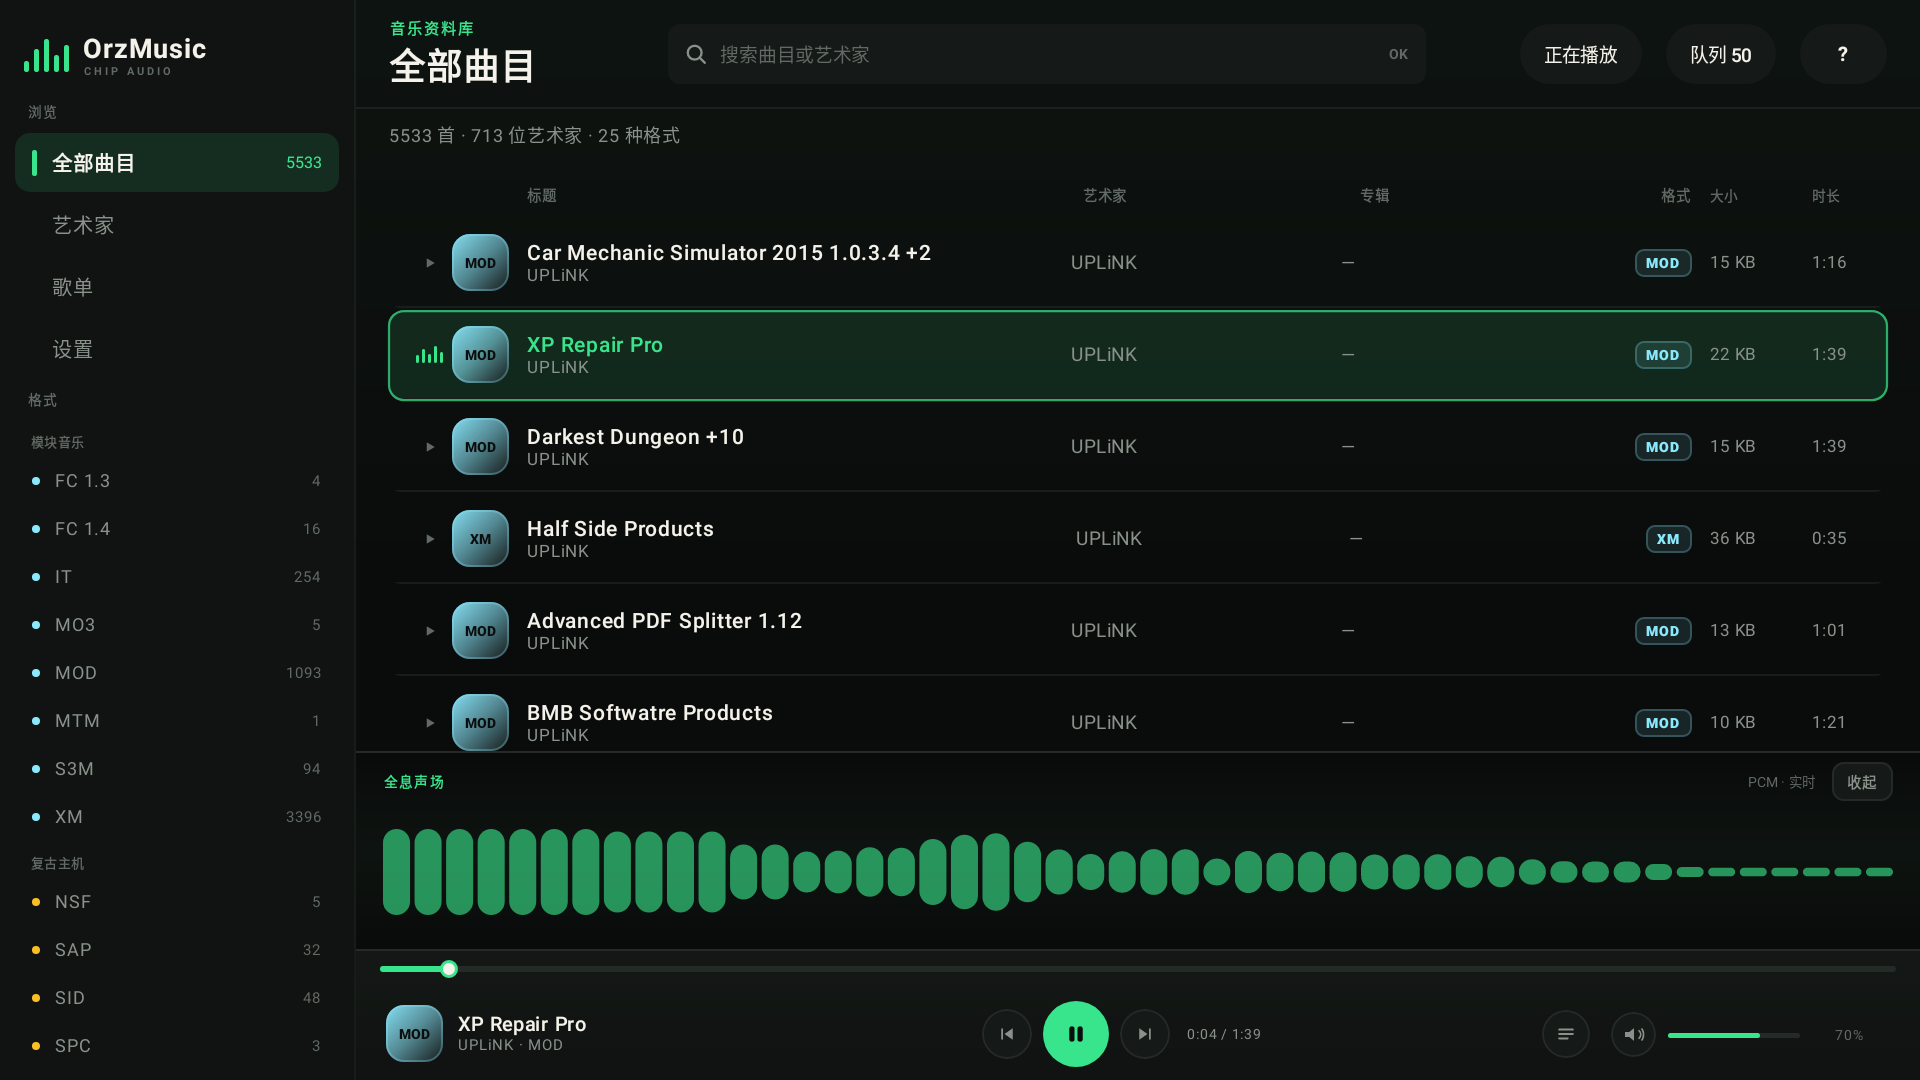 OrzMusic
CHIP AUDIO
浏览
全部曲目 5533
艺术家
歌单
设置
格式
模块音乐
FC 1.3 4
FC 1.4 16
IT 254
MO3 5
MOD 1093
MTM 1
S3M 94
XM 3396
复古主机
NSF 5
SAP 32
SID 48
SPC 3
音乐资料库
全部曲目
搜索曲目或艺术家 OK
正在播放
队列 50
?
5533 首 · 713 位艺术家 · 25 种格式
标题 艺术家 专辑 格式 大小 时长
MOD Car Mechanic Simulator 2015 1.0.3.4 +2 UPLiNK — MOD 15 KB 1:16
UPLiNK
MOD XP Repair Pro UPLiNK — MOD 22 KB 1:39
UPLiNK
MOD Darkest Dungeon +10 UPLiNK — MOD 15 KB 1:39
UPLiNK
XM Half Side Products UPLiNK — XM 36 KB 0:35
UPLiNK
MOD Advanced PDF Splitter 1.12 UPLiNK — MOD 13 KB 1:01
UPLiNK
MOD BMB Softwatre Products UPLiNK — MOD 10 KB 1:21
UPLiNK
全息声场 PCM · 实时 收起
MOD XP Repair Pro
UPLiNK · MOD
0:04 / 1:39
70%